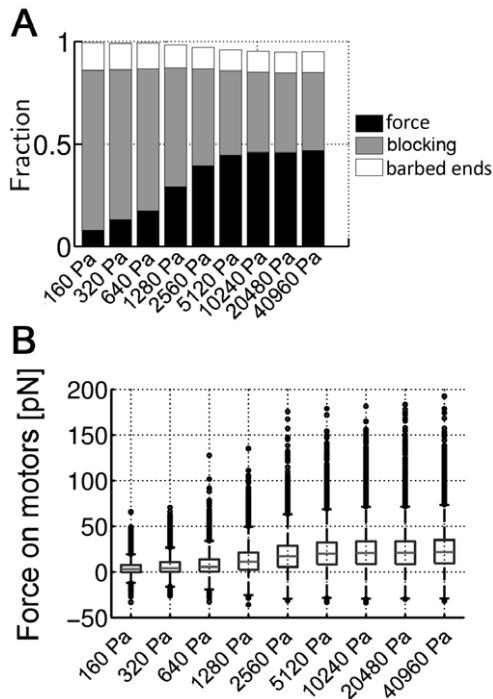 A
1
0.5
0
Fraction
force
blocking
barbed ends
160 Pa
320 Pa
640 Pa
1280 Pa
2560 Pa
5120 Pa
10240 Pa
20480 Pa
40960 Pa
B
Force on motors [pN]
200
150
100
50
0
−50
160 Pa
320 Pa
640 Pa
1280 Pa
2560 Pa
5120 Pa
10240 Pa
20480 Pa
40960 Pa